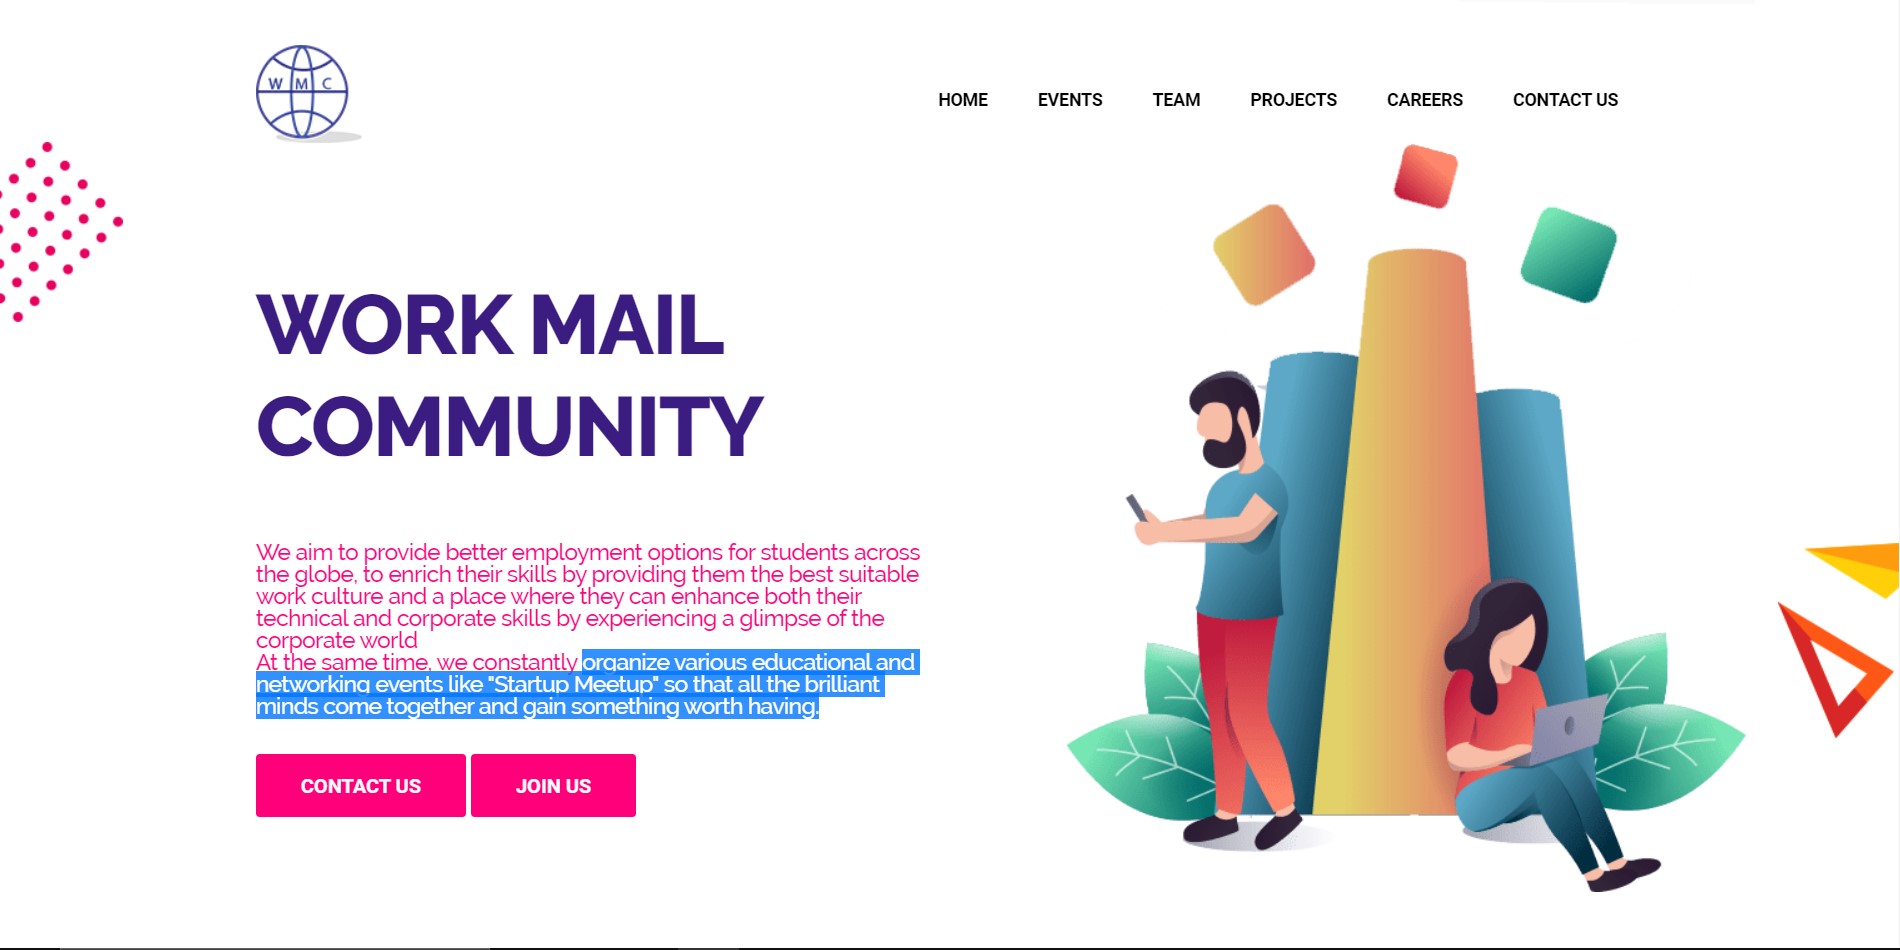 W M C
HOME EVENTS TEAM PROJECTS CAREERS CONTACT US
WORK MAIL
COMMUNITY
We aim to provide better employment options for students across
the globe, to enrich their skills by providing them the best suitable
work culture and a place where they can enhance both their
technical and corporate skills by experiencing a glimpse of the
corporate world
At the same time, we constantly organize various educational and
networking events like "Startup Meetup" so that all the brilliant
minds come together and gain something worth having.
CONTACT US JOIN US